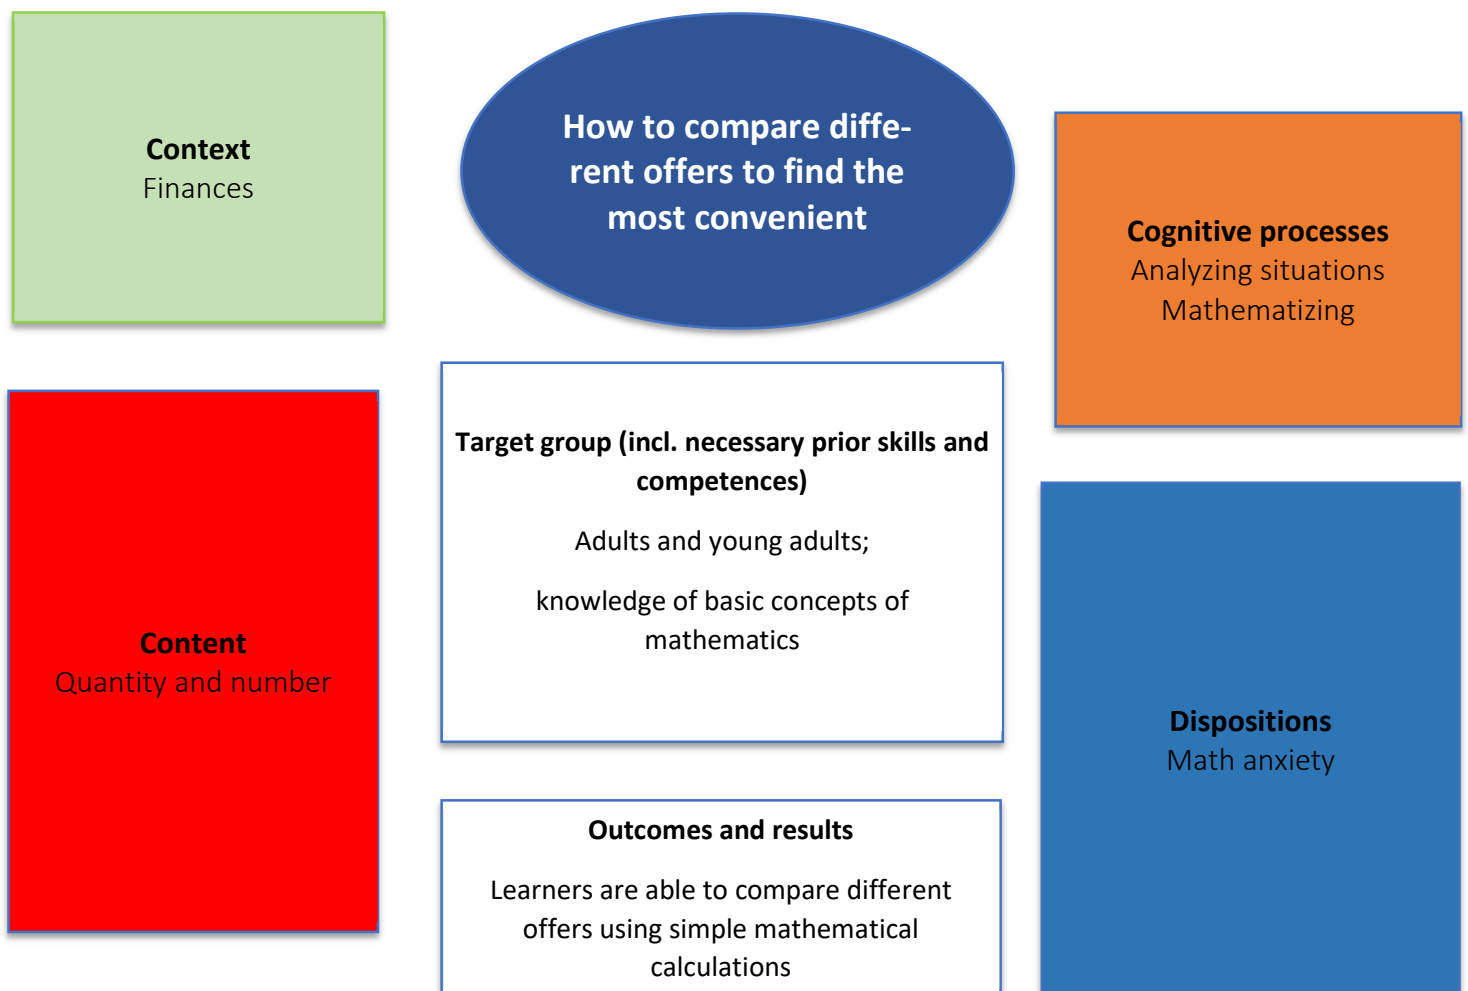 Context
Finances
How to compare diffe-
rent offers to find the
most convenient
Cognitive processes
Analyzing situations
Mathematizing
Target group (incl. necessary prior skills and
competences)
Adults and young adults;
knowledge of basic concepts of
mathematics
Content
Quantity and number
Dispositions
Math anxiety
Outcomes and results
Learners are able to compare different
offers using simple mathematical
calculations